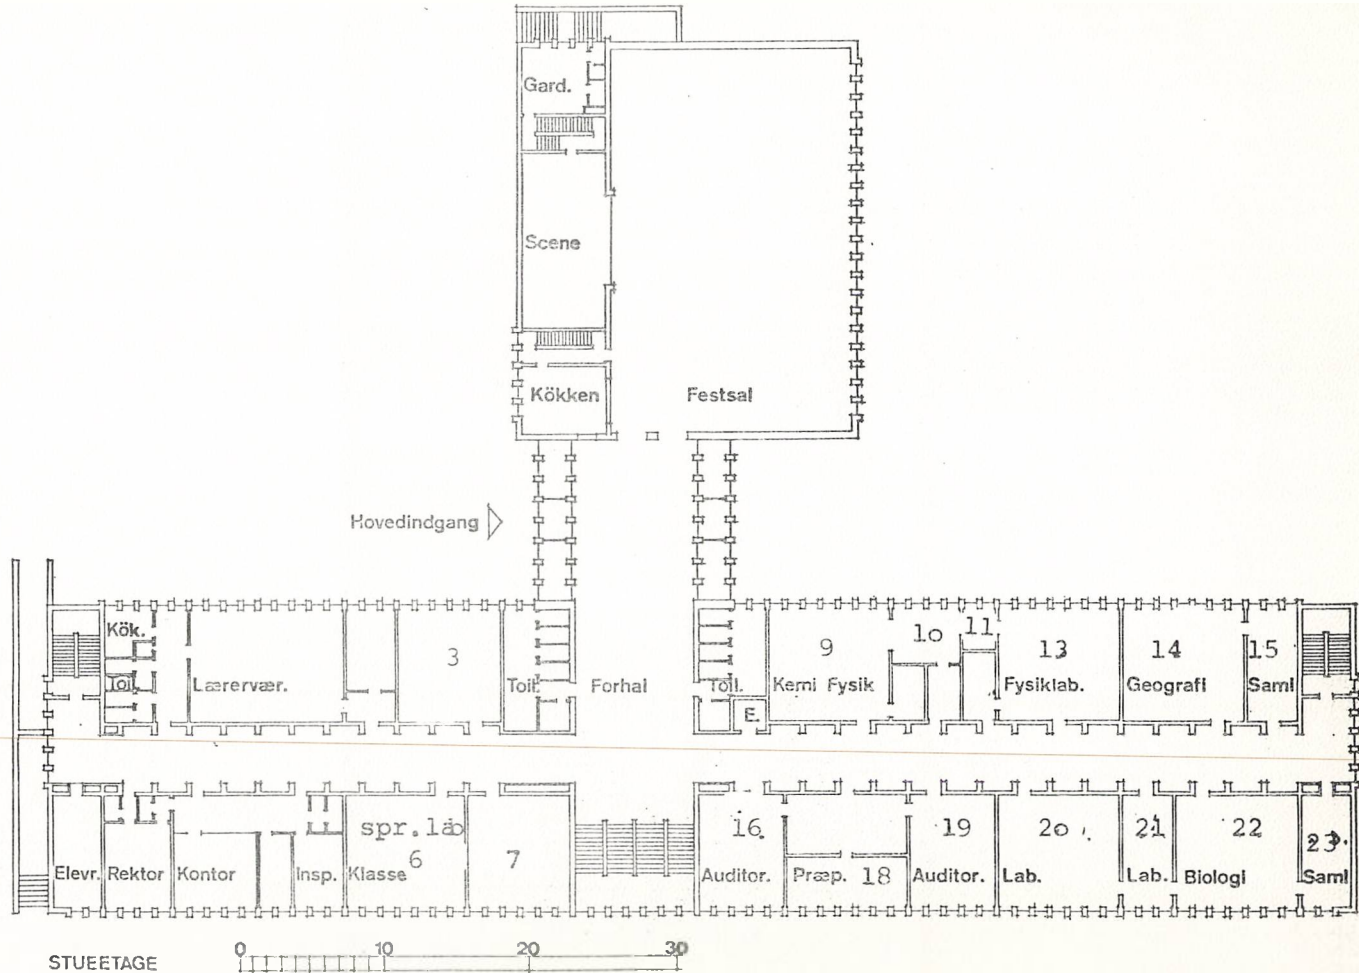 Gard.
Scene
Kökken
Festsal
Hovedindgang
Kök.
Toi
Lærervær.
3
Toil.
Forhal
Toil.
E
9
Kemi Fysik
10
11
13
Fysiklab.
14
Geografi
15
Saml
Elevr.
Rektor
Kontor
Insp.
spr.lab
6
Klasse
7
16
Auditor.
Præp. 18
19
Auditor.
20
Lab.
21
Lab.
22
Biologi
23
Saml
STUEETAGE
0 10 20 30